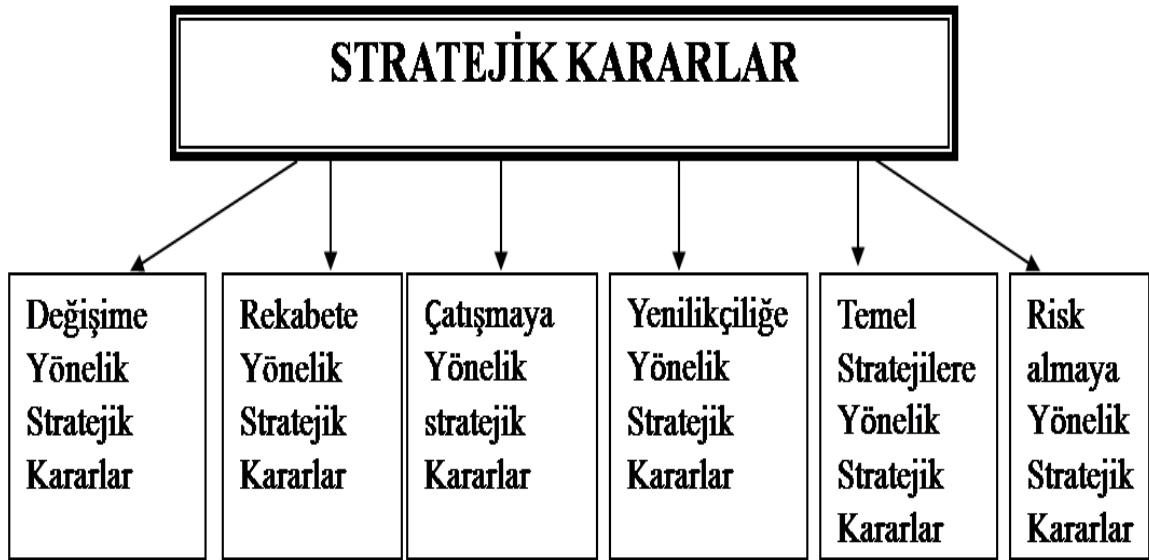 STRATEJİK KARARLAR
Değişime
Yönelik
Stratejik
Kararlar
Rekabete
Yönelik
Stratejik
Kararlar
Çatışmaya
Yönelik
stratejik
Kararlar
Yenilikçiliğe
Yönelik
Stratejik
Kararlar
Temel
Stratejilere
Yönelik
Stratejik
Kararlar
Risk
almaya
Yönelik
Stratejik
Kararlar